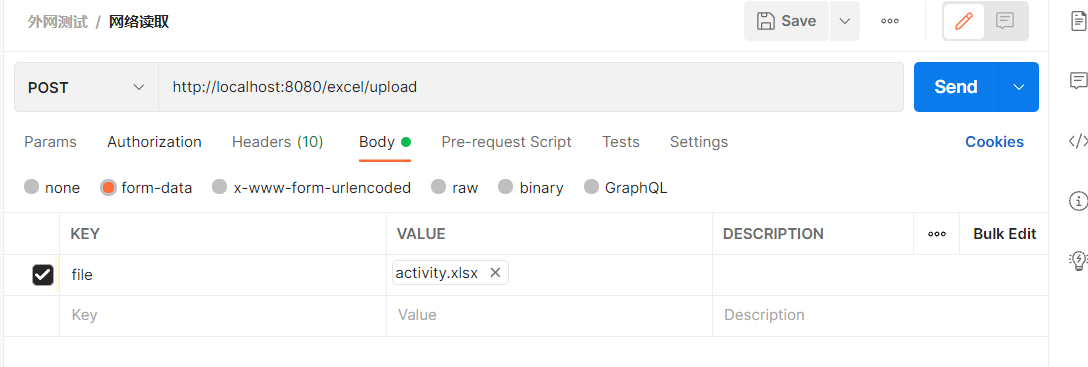 外网测试 / 网络读取 Save
POST http://localhost:8080/excel/upload Send
Params Authorization Headers (10) Body Pre-request Script Tests Settings Cookies
none form-data x-www-form-urlencoded raw binary GraphQL
KEY VALUE DESCRIPTION Bulk Edit
file activity.xlsx
Key Value Description